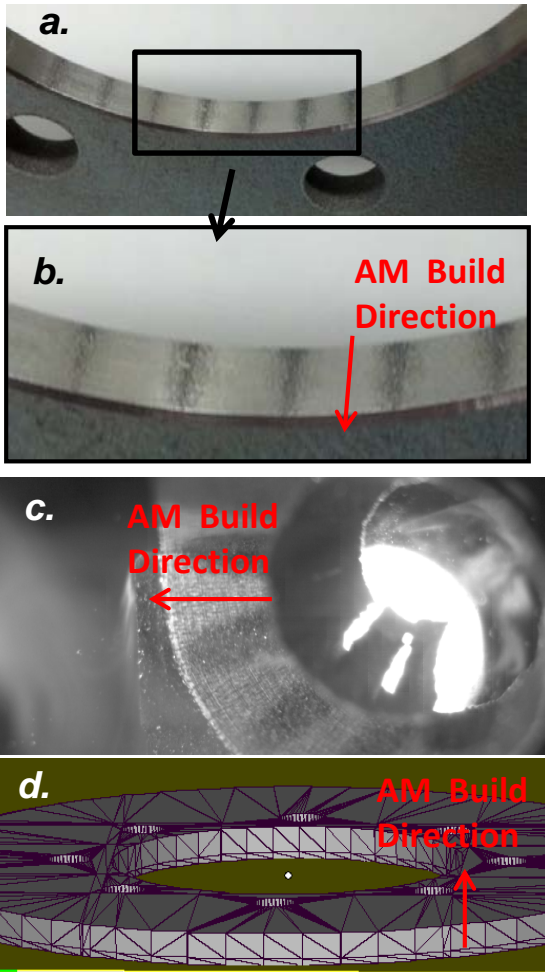 a.
b.
AM Build
Direction
c.
AM Build
Direction
d.
AM Build
Direction